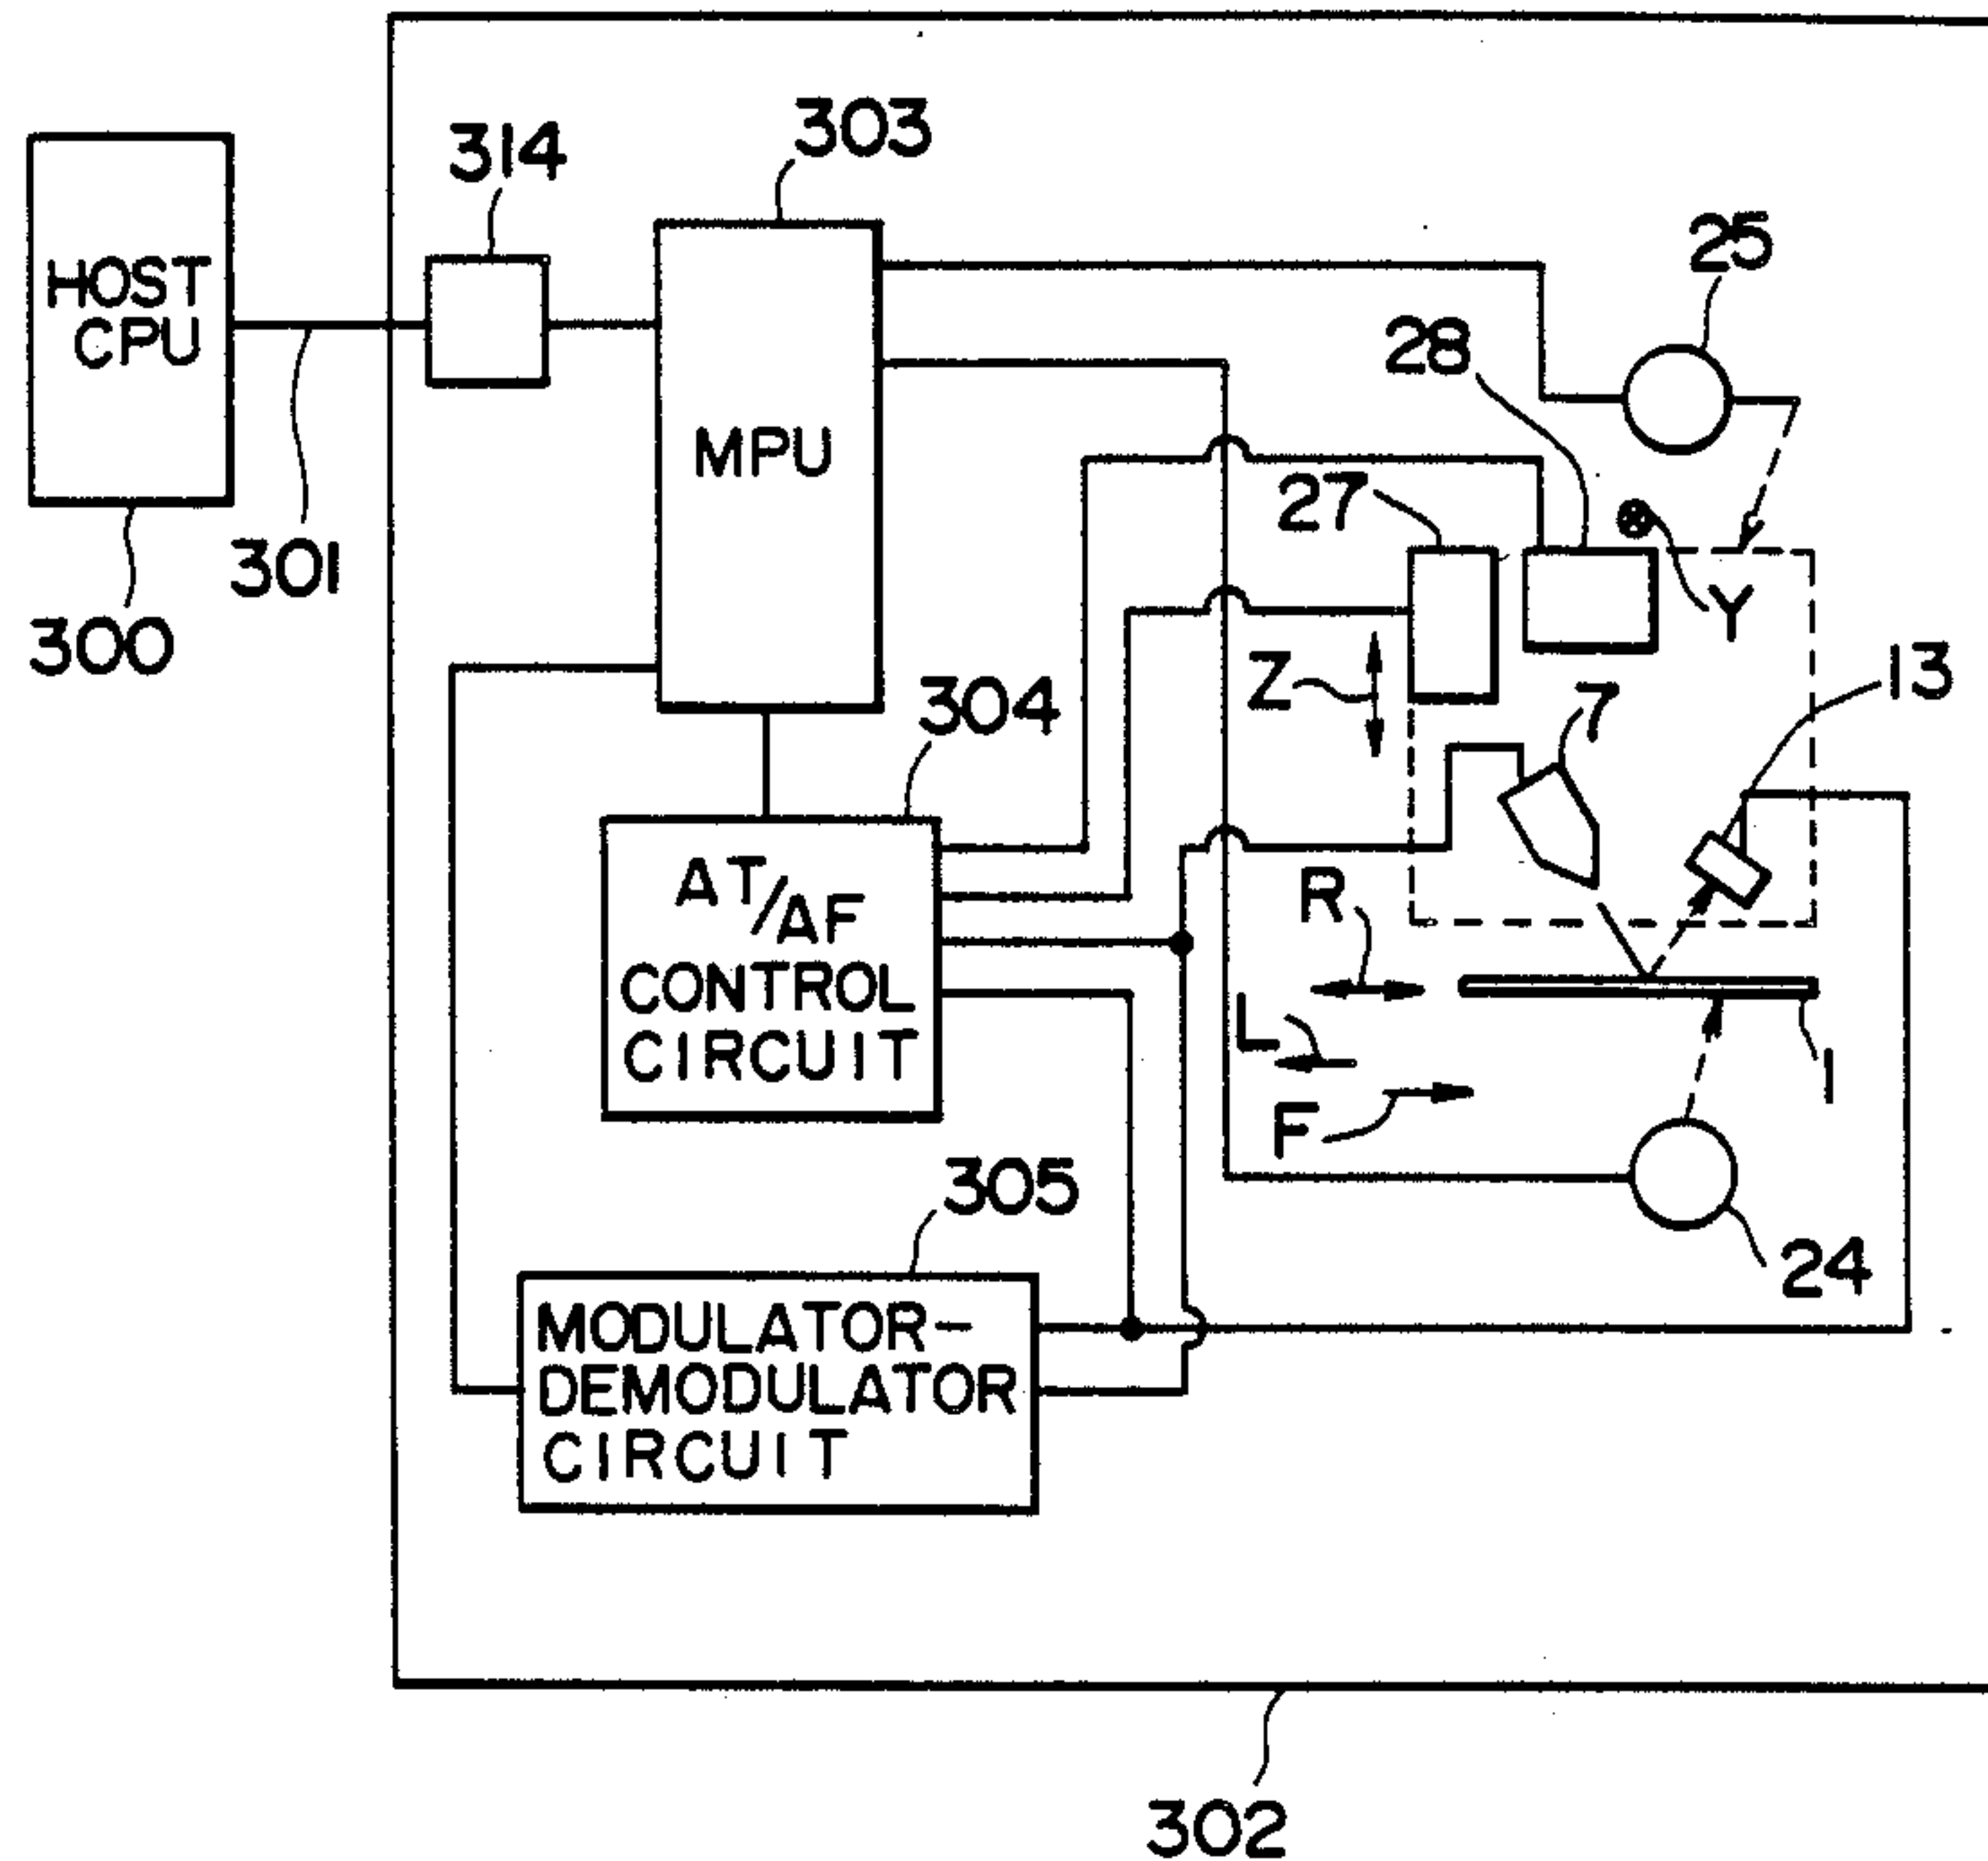 303
314
HOST
CPU
25
28
MPU
27
301
300
Y
Z
13
304
7
AT/AF
CONTROL
CIRCUIT
R
L
F
1
305
24
MODULATOR-
DEMODULATOR
CIRCUIT
302